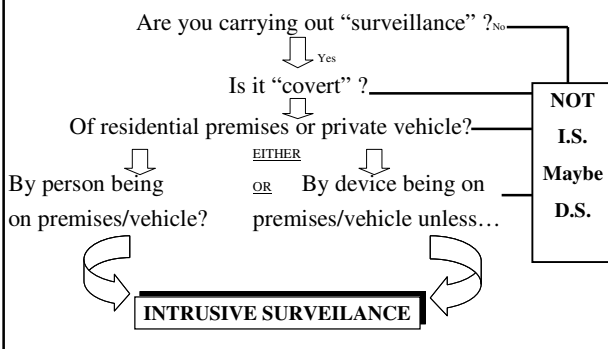 Are you carrying out “surveillance” ? No
Yes
Is it “covert” ?
Of residential premises or private vehicle?
EITHER
By person being
on premises/vehicle?
OR By device being on
premises/vehicle unless…
NOT
I.S.
Maybe
D.S.
INTRUSIVE SURVEILANCE